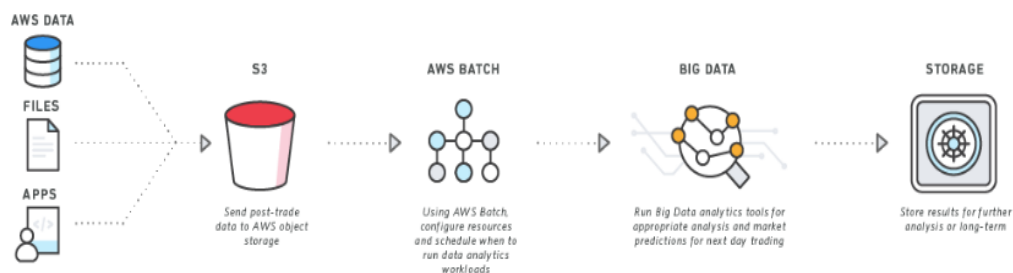 AWS DATA
FILES
APPS
</>
S3
Send post-trade
data to AWS object
storage
AWS BATCH
Using AWS Batch,
configure resources
and schedule when to
run data analytics
workloads
BIG DATA
Run Big Data analytics tools for
appropriate analysis and market
predictions for next day trading
STORAGE
Store results for further
analysis or long-term